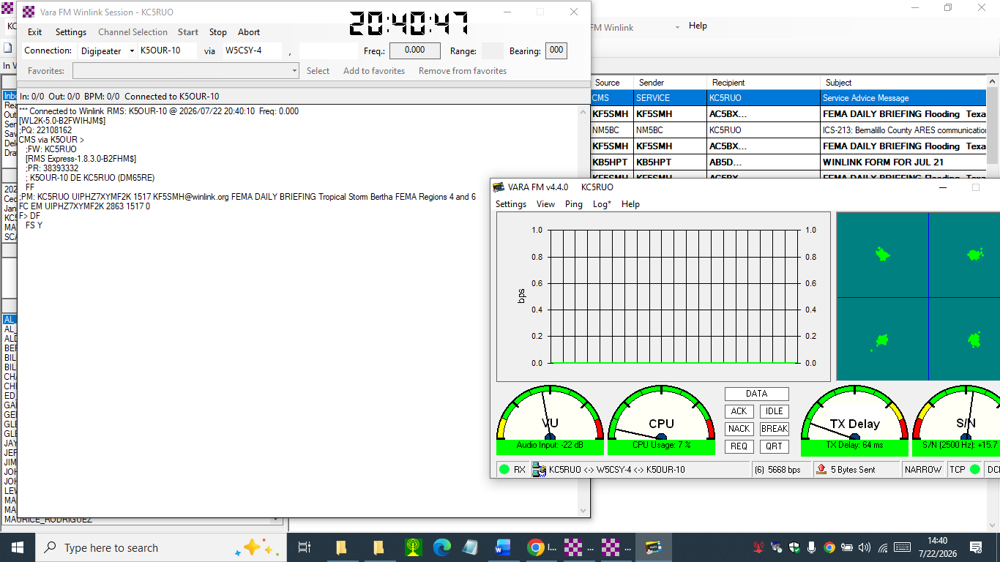 Vara FM Winlink Session - KC5RUO
20:40:47
Exit Settings Channel Selection Start Stop Abort
Connection: Digipeater K5OUR-10 via W5CSY-4 , Freq.: 0.000 Range: Bearing: 000
Favorites: Select Add to favorites Remove from favorites
In: 0/0 Out: 0/0 BPM: 0/0 Connected to K5OUR-10
*** Connected to Winlink RMS: K5OUR-10 @ 2026/07/22 20:40:10 Freq: 0.000
[WL2K-5.0-B2FWIHJM$]
;PQ: 22108162
CMS via K5OUR >
;FW: KC5RUO
[RMS Express-1.8.3.0-B2FHM$]
;PR: 38393332
; K5OUR-10 DE KC5RUO (DM65RE)
FF
;PM: KC5RUO UIPHZ7XYMF2K 1517 KF5SMH@winlink.org FEMA DAILY BRIEFING Tropical Storm Bertha FEMA Regions 4 and 6
FC EM UIPHZ7XYMF2K 2863 1517 0
F> DF
FS Y
KC
In V
Inbo
Rea
Out
Sen
Sav
Del
Dra
202
Cec
Jan
KC5
MA
SCA
AL_
AL_
ALD
BER
BIL
BIL
CHA
CHR
ED_
GAR
GEI
GLE
GLE
JAY
JEF
JIM
JOH
JOH
LEW
MA
MA
MAURICE_RODRIGUEZ
FM Winlink Help
Source Sender Recipient Subject
CMS SERVICE KC5RUO Service Advice Message
KF5SMH KF5SMH AC5BX... FEMA DAILY BRIEFING Flooding Texa
NM5BC NM5BC KC5RUO ICS-213: Bernalillo County ARES communication
KF5SMH KF5SMH AC5BX... FEMA DAILY BRIEFING Flooding Texa
KB5HPT KB5HPT AB5D... WINLINK FORM FOR JUL 21
KF5SMH KF5SMH AC5BX... FEMA DAILY BRIEFING Flooding Texa
VARA FM v4.4.0 KC5RUO
Settings View Ping Log* Help
1.0 1.0
0.8 0.8
0.6 0.6
bps
0.4 0.4
0.2 0.2
0.0 0.0
VU
Audio Input: -22 dB
CPU
CPU Usage: 7 %
DATA
ACK IDLE
NACK BREAK
REQ QRT
TX Delay
TX Delay: 64 ms
S/N
S/N (2500 Hz): +15.7
RX KC5RUO <-> W5CSY-4 <-> K5OUR-10 (6) 5668 bps 5 Bytes Sent NARROW TCP DCD
Type here to search
I... ... ...
14:40
7/22/2026